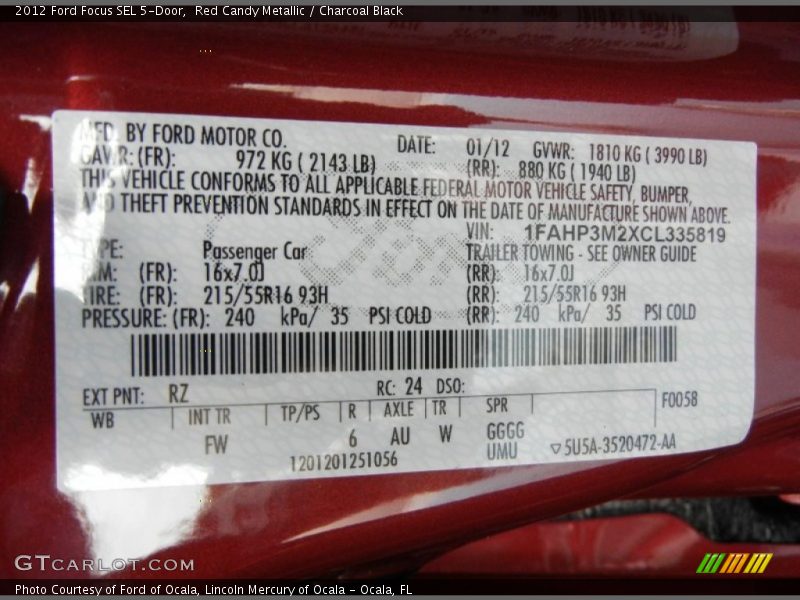 2012 Ford Focus SEL 5-Door, Red Candy Metallic / Charcoal Black
MFD. BY FORD MOTOR CO. DATE: 01/12 GVWR: 1810 KG ( 3990 LB)
GAWR: (FR): 972 KG ( 2143 LB) (RR): 880 KG ( 1940 LB)
THIS VEHICLE CONFORMS TO ALL APPLICABLE FEDERAL MOTOR VEHICLE SAFETY, BUMPER,
AND THEFT PREVENTION STANDARDS IN EFFECT ON THE DATE OF MANUFACTURE SHOWN ABOVE.
VIN: 1FAHP3M2XCL335819
TYPE: Passenger Car TRAILER TOWING - SEE OWNER GUIDE
RIM: (FR): 16x7.0J (RR): 16x7.0J
TIRE: (FR): 215/55R16 93H (RR): 215/55R16 93H
PRESSURE: (FR): 240 kPa/ 35 PSI COLD (RR): 240 kPa/ 35 PSI COLD
EXT PNT: RZ RC: 24 DSO:
WB INT TR TP/PS R AXLE TR SPR F0058
FW 6 AU W GGGG
UMU
1201201251056 ▽5U5A-3520472-AA
GTCARLOT.COM
Photo Courtesy of Ford of Ocala, Lincoln Mercury of Ocala - Ocala, FL